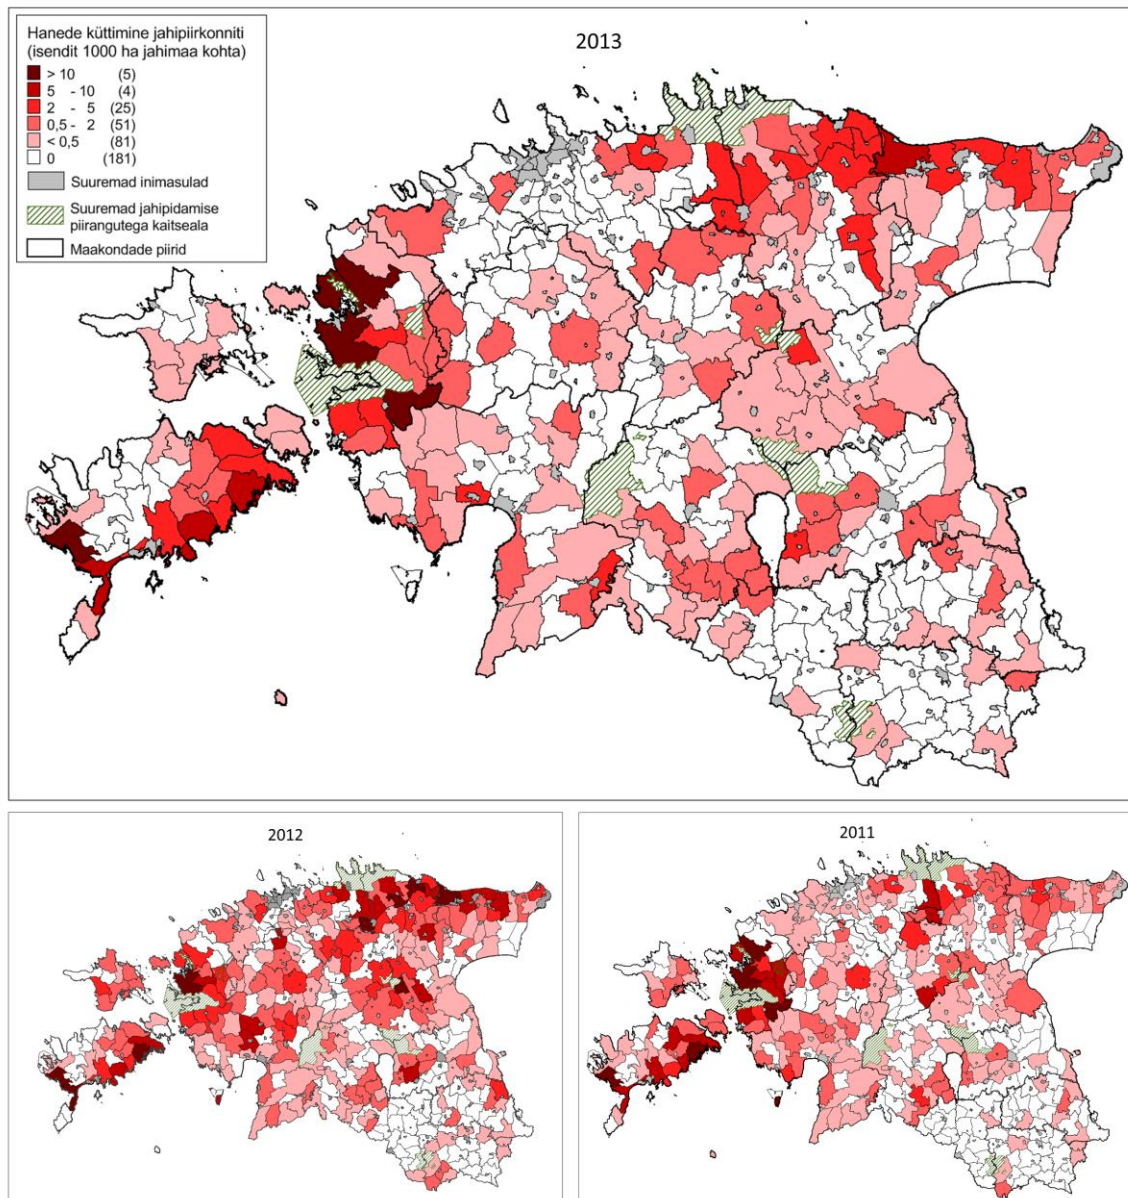 Hanede küttimine jahipiirkonniti
(isendit 1000 ha jahimaa kohta)
> 10 (5)
5 - 10 (4)
2 - 5 (25)
0,5 - 2 (51)
< 0,5 (81)
0 (181)
Suuremad inimasulad
Suuremad jahipidamise
piirangutega kaitseala
Maakondade piirid
2013
2012
2011